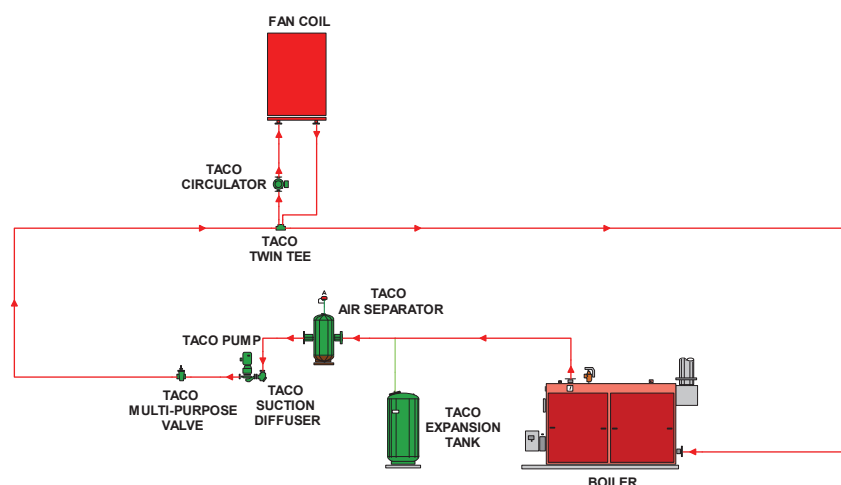 FAN COIL
TACO
CIRCULATOR
TACO
TWIN TEE
TACO
AIR SEPARATOR
TACO PUMP
TACO
MULTI-PURPOSE
VALVE
TACO
SUCTION
DIFFUSER
TACO
EXPANSION
TANK
BOILER